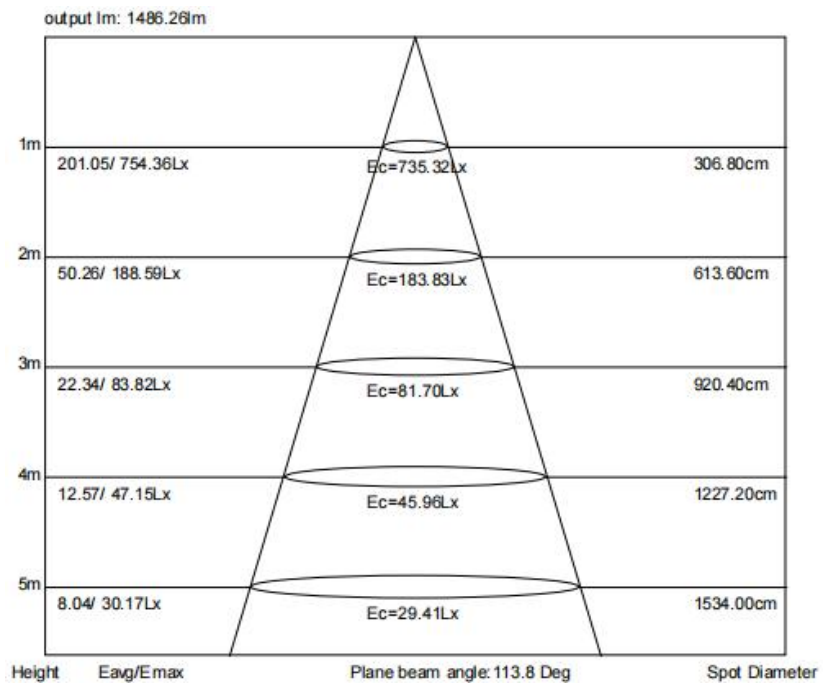 output lm: 1486.26lm
1m
201.05/ 754.36Lx Ec=735.32Lx 306.80cm
2m
50.26/ 188.59Lx Ec=183.83Lx 613.60cm
3m
22.34/ 83.82Lx Ec=81.70Lx 920.40cm
4m
12.57/ 47.15Lx Ec=45.96Lx 1227.20cm
5m
8.04/ 30.17Lx Ec=29.41Lx 1534.00cm
Height Eavg/Emax Plane beam angle:113.8 Deg Spot Diameter